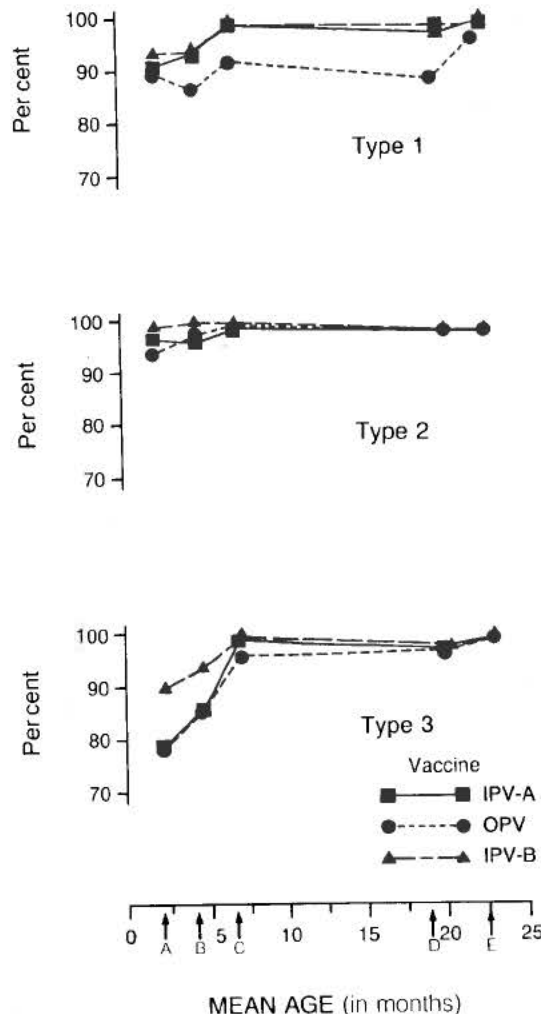 Per cent
100
90
80
70
Type 1
Per cent
100
90
80
70
Type 2
Per cent
100
90
80
70
Type 3
Vaccine
IPV-A
OPV
IPV-B
0 5 10 15 20 25
A B C D E
MEAN AGE (in months)